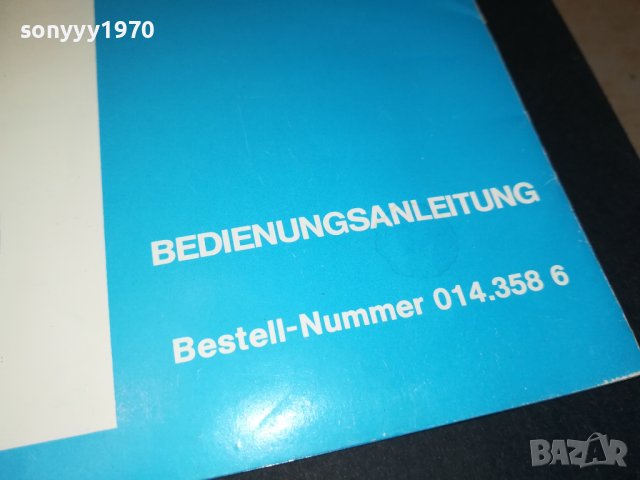 sonyyy1970
BEDIENUNGSANLEITUNG
Bestell-Nummer 014.358 6
BAZAR